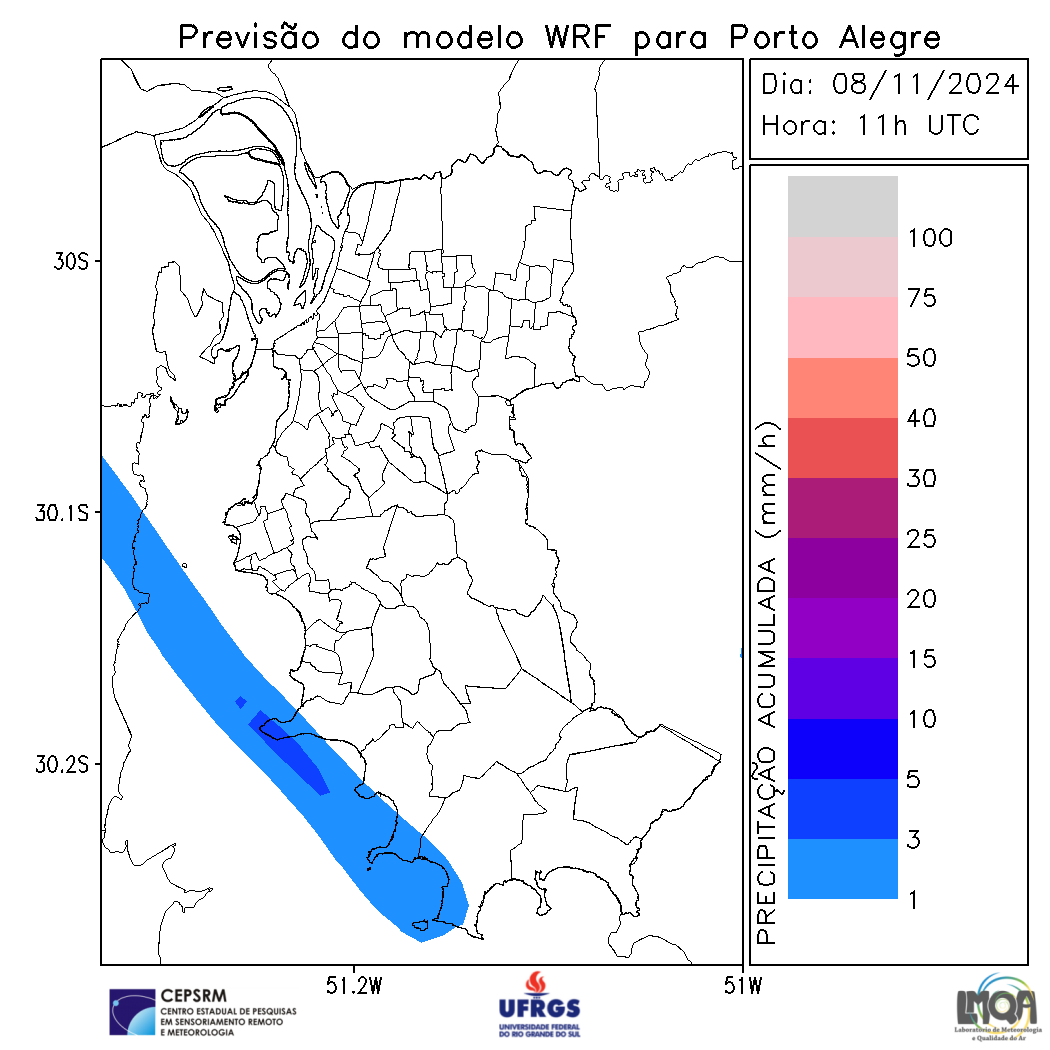 Previsão do modelo WRF para Porto Alegre
Dia: 08/11/2024
Hora: 11h UTC
30S
30.1S
30.2S
51.2W
51W
PRECIPITAÇÃO ACUMULADA (mm/h)
100
75
50
40
30
25
20
15
10
5
3
1
CEPSRM
CENTRO ESTADUAL DE PESQUISAS
EM SENSORIAMENTO REMOTO
E METEOROLOGIA
UFRGS
UNIVERSIDADE FEDERAL
DO RIO GRANDE DO SUL
LMQA
Laboratório de Meteorologia
e Qualidade do Ar